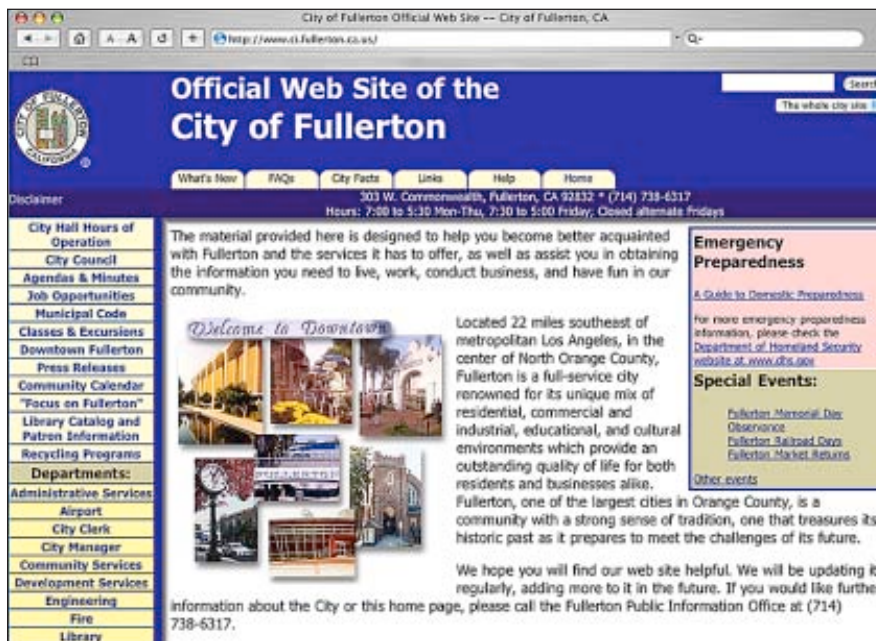 City of Fullerton Official Web Site -- City of Fullerton, CA
A A
http://www.ci.fullerton.ca.us/
CITY OF FULLERTON
CALIFORNIA
Official Web Site of the
City of Fullerton
Search
The whole city site
What's New FAQs City Facts Links Help Home
Disclaimer
303 W. Commonwealth, Fullerton, CA 92832 * (714) 738-6317
Hours: 7:00 to 5:30 Mon-Thu, 7:30 to 5:00 Friday; Closed alternate Fridays
City Hall Hours of
Operation
City Council
Agendas & Minutes
Job Opportunities
Municipal Code
Classes & Excursions
Downtown Fullerton
Press Releases
Community Calendar
"Focus on Fullerton"
Library Catalog and
Patron Information
Recycling Programs
Departments:
Administrative Services
Airport
City Clerk
City Manager
Community Services
Development Services
Engineering
Fire
Library
The material provided here is designed to help you become better acquainted
with Fullerton and the services it has to offer, as well as assist you in obtaining
the information you need to live, work, conduct business, and have fun in our
community.
Welcome to Downtown
FULLERTON
Located 22 miles southeast of
metropolitan Los Angeles, in the
center of North Orange County,
Fullerton is a full-service city
renowned for its unique mix of
residential, commercial and
industrial, educational, and cultural
environments which provide an
outstanding quality of life for both
residents and businesses alike.
Fullerton, one of the largest cities in Orange County, is a
community with a strong sense of tradition, one that treasures its
historic past as it prepares to meet the challenges of its future.
We hope you will find our web site helpful. We will be updating it
regularly, adding more to it in the future. If you would like furthe
information about the City or this home page, please call the Fullerton Public Information Office at (714)
738-6317.
Emergency
Preparedness
A Guide to Domestic Preparedness
For more emergency preparedness
information, please check the
Department of Homeland Security
website at www.dhs.gov
Special Events:
Fullerton Memorial Day
Observance
Fullerton Railroad Days
Fullerton Market Returns
Other events